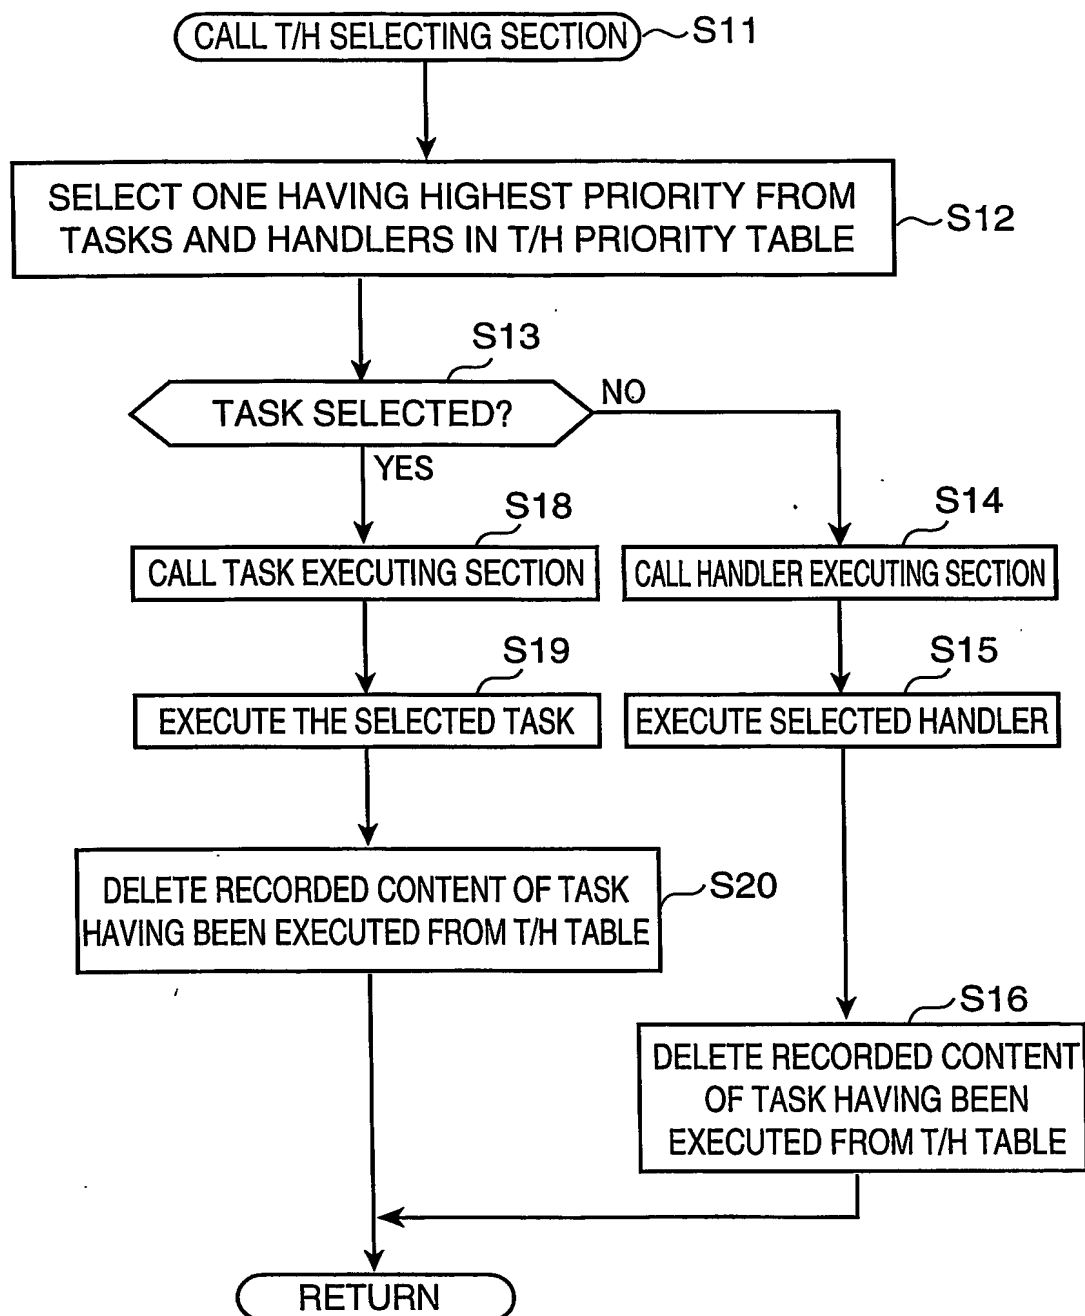 CALL T/H SELECTING SECTION
S11
SELECT ONE HAVING HIGHEST PRIORITY FROM
TASKS AND HANDLERS IN T/H PRIORITY TABLE
S12
S13
TASK SELECTED?
NO
YES
S18
CALL TASK EXECUTING SECTION
S14
CALL HANDLER EXECUTING SECTION
S19
EXECUTE THE SELECTED TASK
S15
EXECUTE SELECTED HANDLER
DELETE RECORDED CONTENT OF TASK
HAVING BEEN EXECUTED FROM T/H TABLE
S20
S16
DELETE RECORDED CONTENT
OF TASK HAVING BEEN
EXECUTED FROM T/H TABLE
RETURN